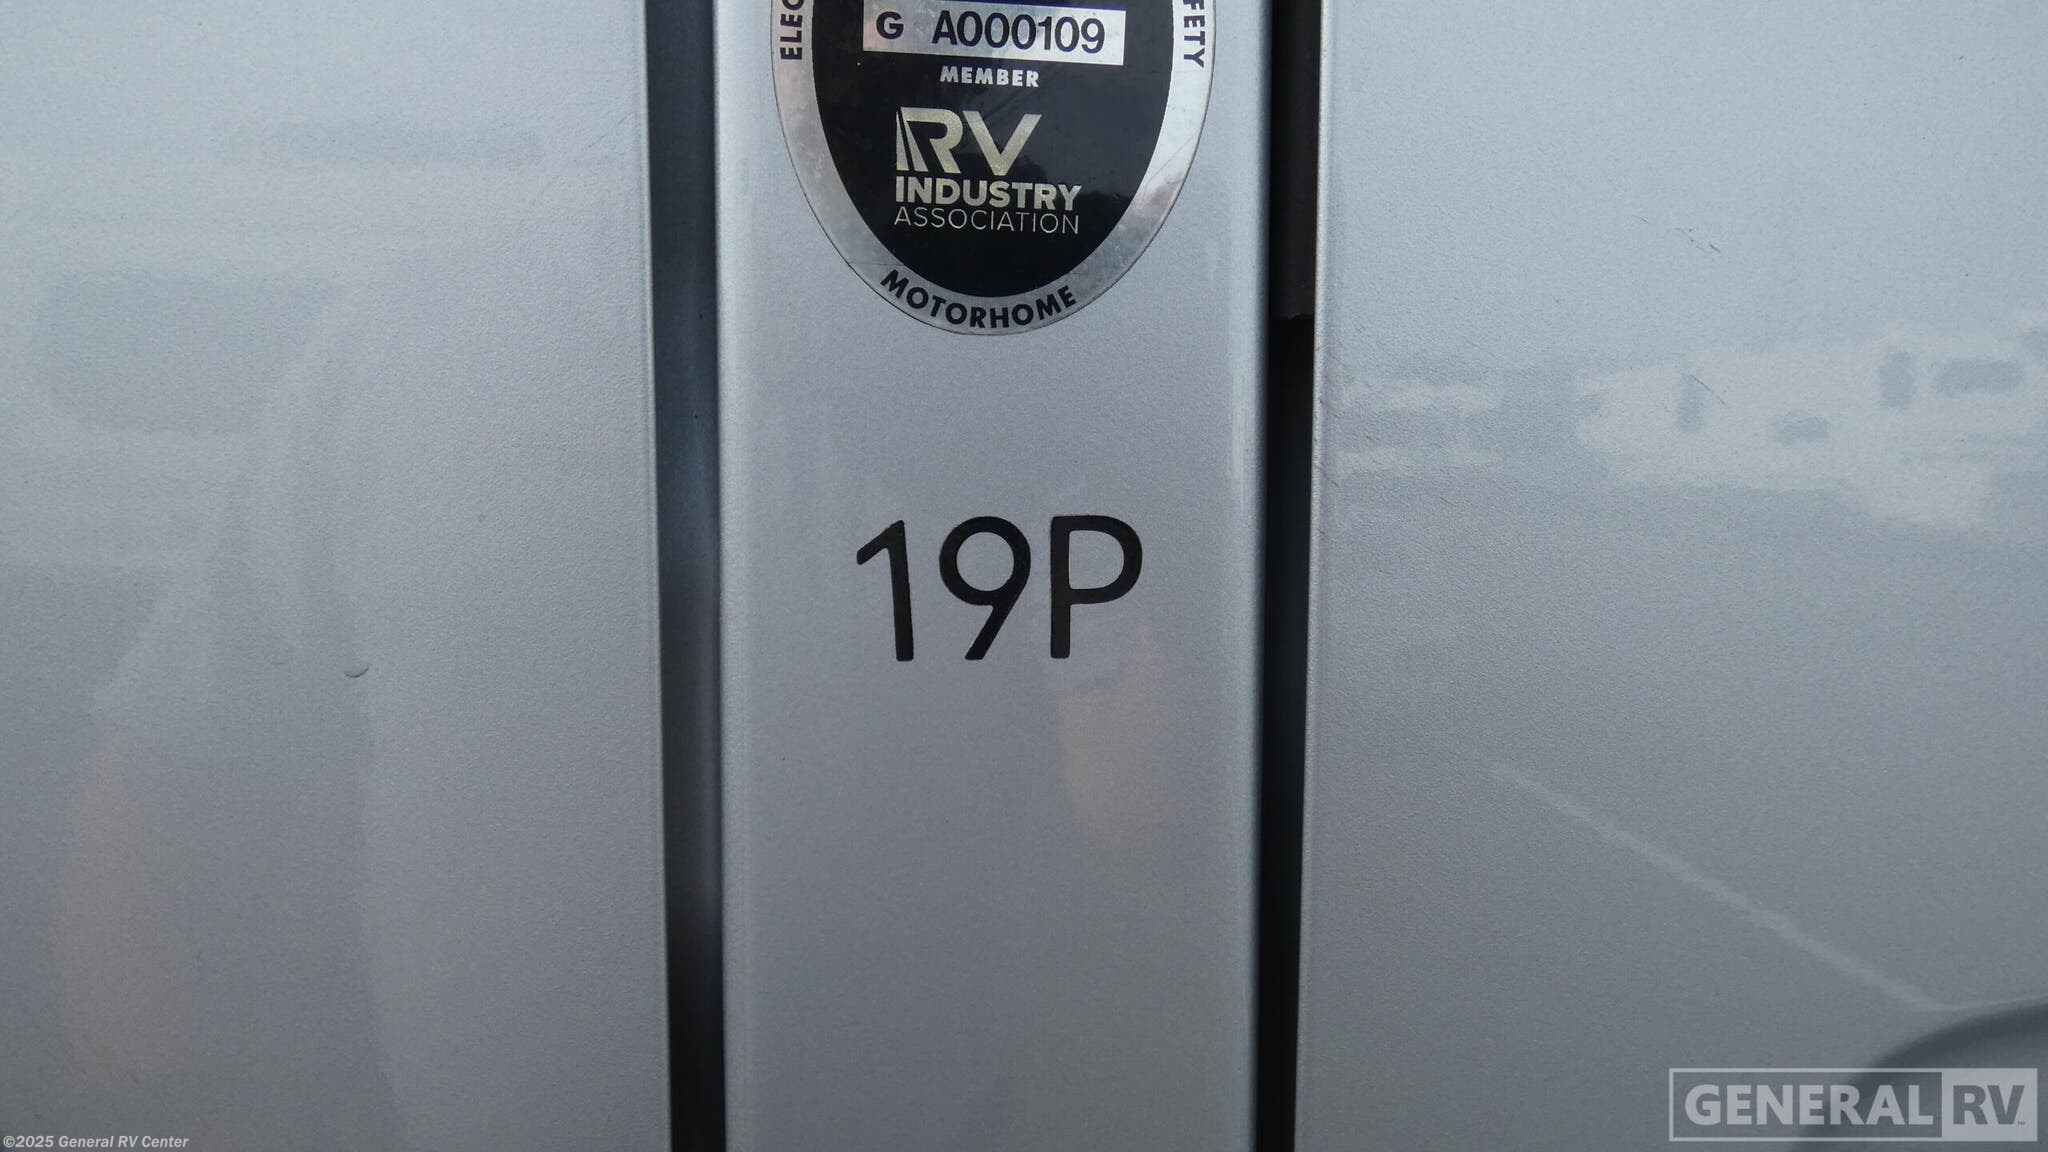 G A000109
MEMBER
RV
INDUSTRY
ASSOCIATION
MOTORHOME
19P
GENERAL RV
©2025 General RV Center